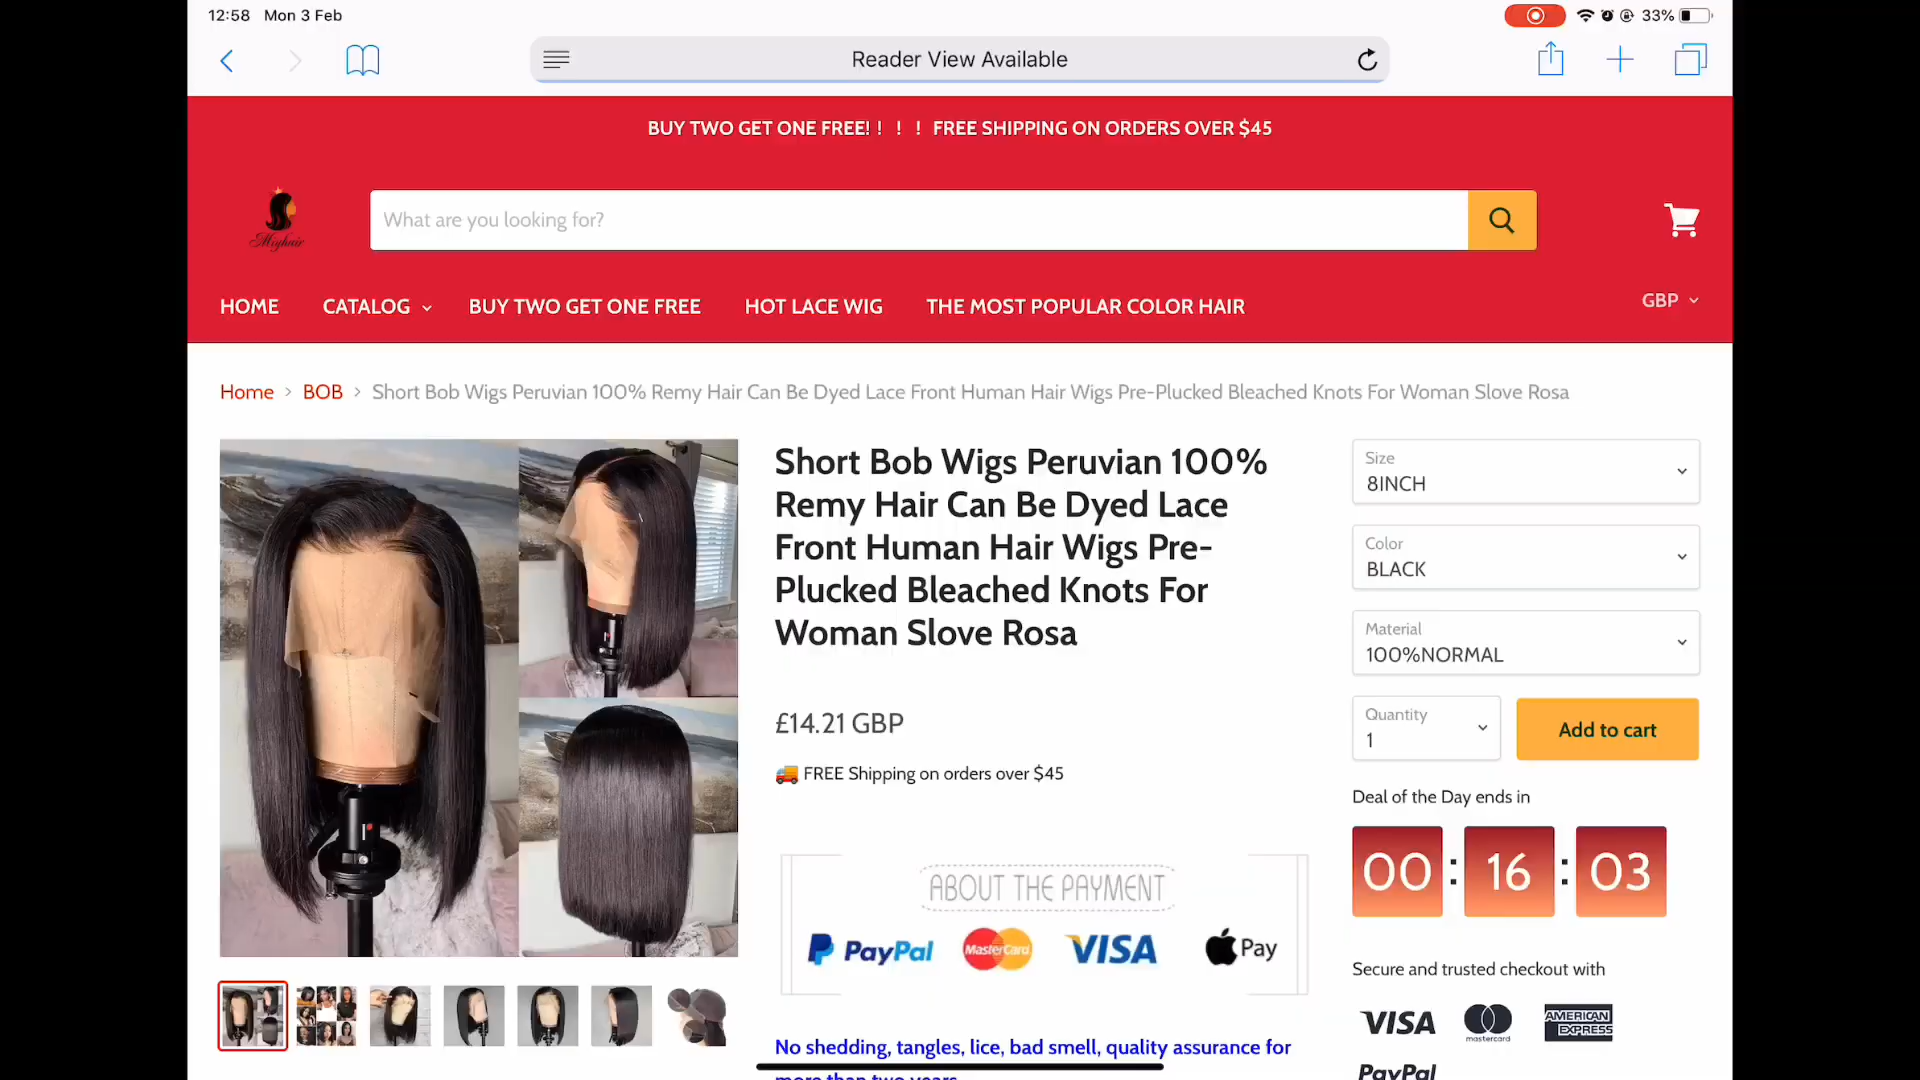 12:58 Mon 3 Feb
33%
Reader View Available
BUY TWO GET ONE FREE! ! ! ! FREE SHIPPING ON ORDERS OVER $45
Miyhair
What are you looking for?
HOME CATALOG BUY TWO GET ONE FREE HOT LACE WIG THE MOST POPULAR COLOR HAIR
GBP
Home > BOB > Short Bob Wigs Peruvian 100% Remy Hair Can Be Dyed Lace Front Human Hair Wigs Pre-Plucked Bleached Knots For Woman Slove Rosa
Short Bob Wigs Peruvian 100%
Remy Hair Can Be Dyed Lace
Front Human Hair Wigs Pre-
Plucked Bleached Knots For
Woman Slove Rosa
£14.21 GBP
FREE Shipping on orders over $45
ABOUT THE PAYMENT
PayPal MasterCard VISA Pay
No shedding, tangles, lice, bad smell, quality assurance for
more than two years
Size
8INCH
Color
BLACK
Material
100%NORMAL
Quantity
1
Add to cart
Deal of the Day ends in
00 : 16 : 03
Secure and trusted checkout with
VISA mastercard AMERICAN EXPRESS
PayPal